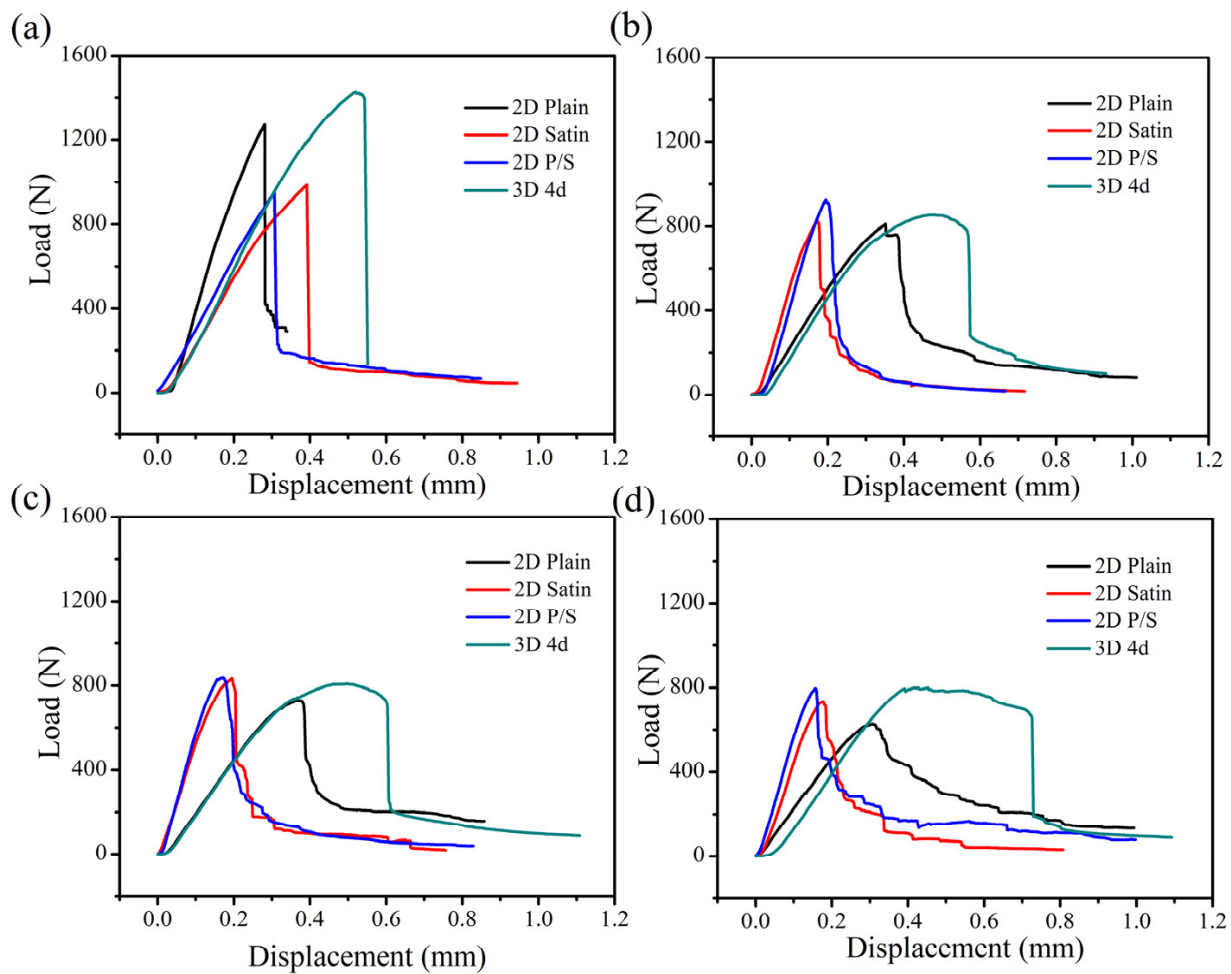 (a)
1600
1200
800
400
0
Load (N)
2D Plain
2D Satin
2D P/S
3D 4d
0.0 0.2 0.4 0.6 0.8 1.0 1.2
Displacement (mm)
(b)
1600
1200
800
400
0
Load (N)
2D Plain
2D Satin
2D P/S
3D 4d
0.0 0.2 0.4 0.6 0.8 1.0 1.2
Displacement (mm)
(c)
1600
1200
800
400
0
Load (N)
2D Plain
2D Satin
2D P/S
3D 4d
0.0 0.2 0.4 0.6 0.8 1.0 1.2
Displacement (mm)
(d)
1600
1200
800
400
0
Load (N)
2D Plain
2D Satin
2D P/S
3D 4d
0.0 0.2 0.4 0.6 0.8 1.0 1.2
Displacement (mm)